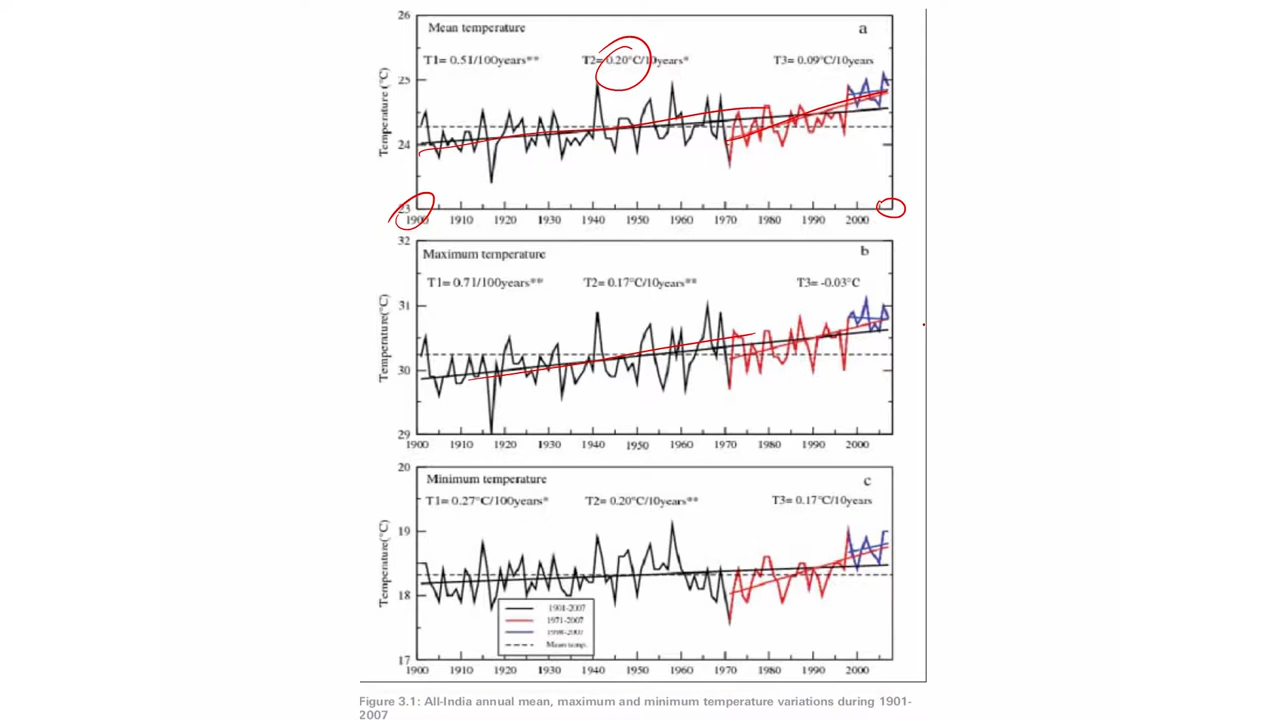 26
Mean temperature
a
T1= 0.51/100years**
T2= 0.20°C/10years*
T3= 0.09°C/10years
25
Temperature (°C)
24
23
1900 1910 1920 1930 1940 1950 1960 1970 1980 1990 2000
32
Maximum temperature
b
T1= 0.71/100years**
T2= 0.17°C/10years**
T3= -0.03°C
31
Temperature(°C)
30
29
1900 1910 1920 1930 1940 1950 1960 1970 1980 1990 2000
20
Minimum temperature
c
T1= 0.27°C/100years*
T2= 0.20°C/10years**
T3= 0.17°C/10years
19
Temperature(°C)
18
1901-2007
1971-2007
1998-2007
Mean temp.
17
1900 1910 1920 1930 1940 1950 1960 1970 1980 1990 2000
Figure 3.1: All-India annual mean, maximum and minimum temperature variations during 1901-
2007